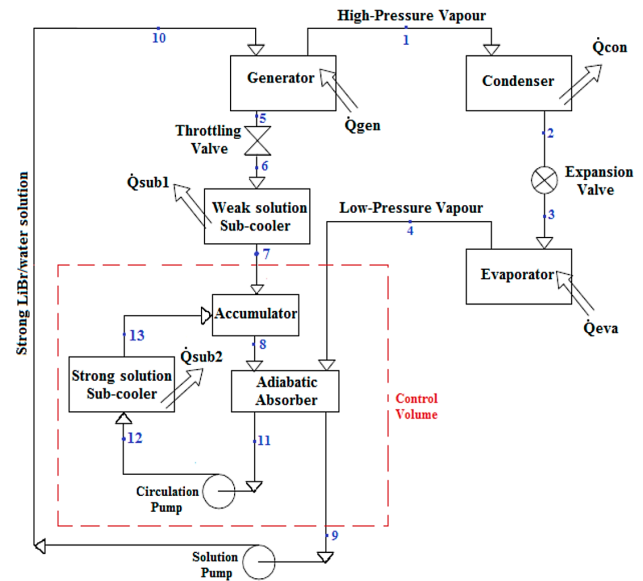 High-Pressure Vapour
10
1
Generator
Condenser
Q̇con
5
Q̇gen
2
Throttling
Valve
6
Expansion
Valve
Q̇sub1
Weak solution
Sub-cooler
Low-Pressure Vapour
4
3
7
Evaporator
Strong LiBr/water solution
Accumulator
Q̇eva
13
8
Q̇sub2
Strong solution
Sub-cooler
Adiabatic
Absorber
Control
Volume
12
11
Circulation
Pump
9
Solution
Pump